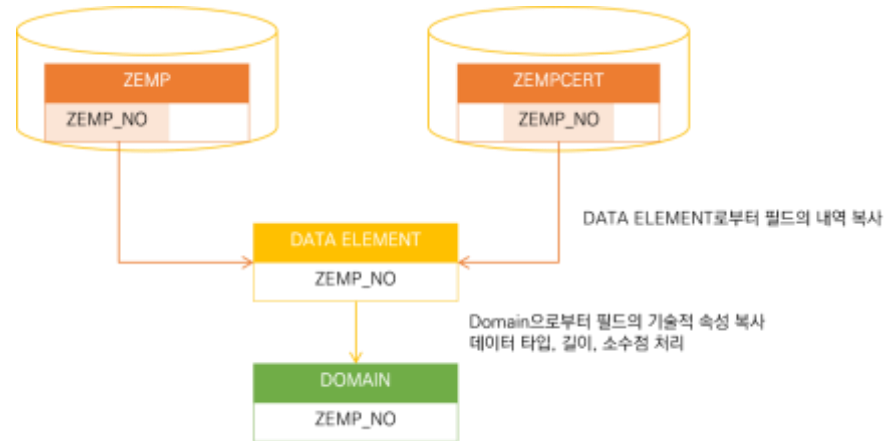 ZEMP
ZEMPCERT
ZEMP_NO
ZEMP_NO
DATA ELEMENT로부터 필드의 내역 복사
DATA ELEMENT
ZEMP_NO
Domain으로부터 필드의 기술적 속성 복사
데이터 타입, 길이, 소수점 처리
DOMAIN
ZEMP_NO